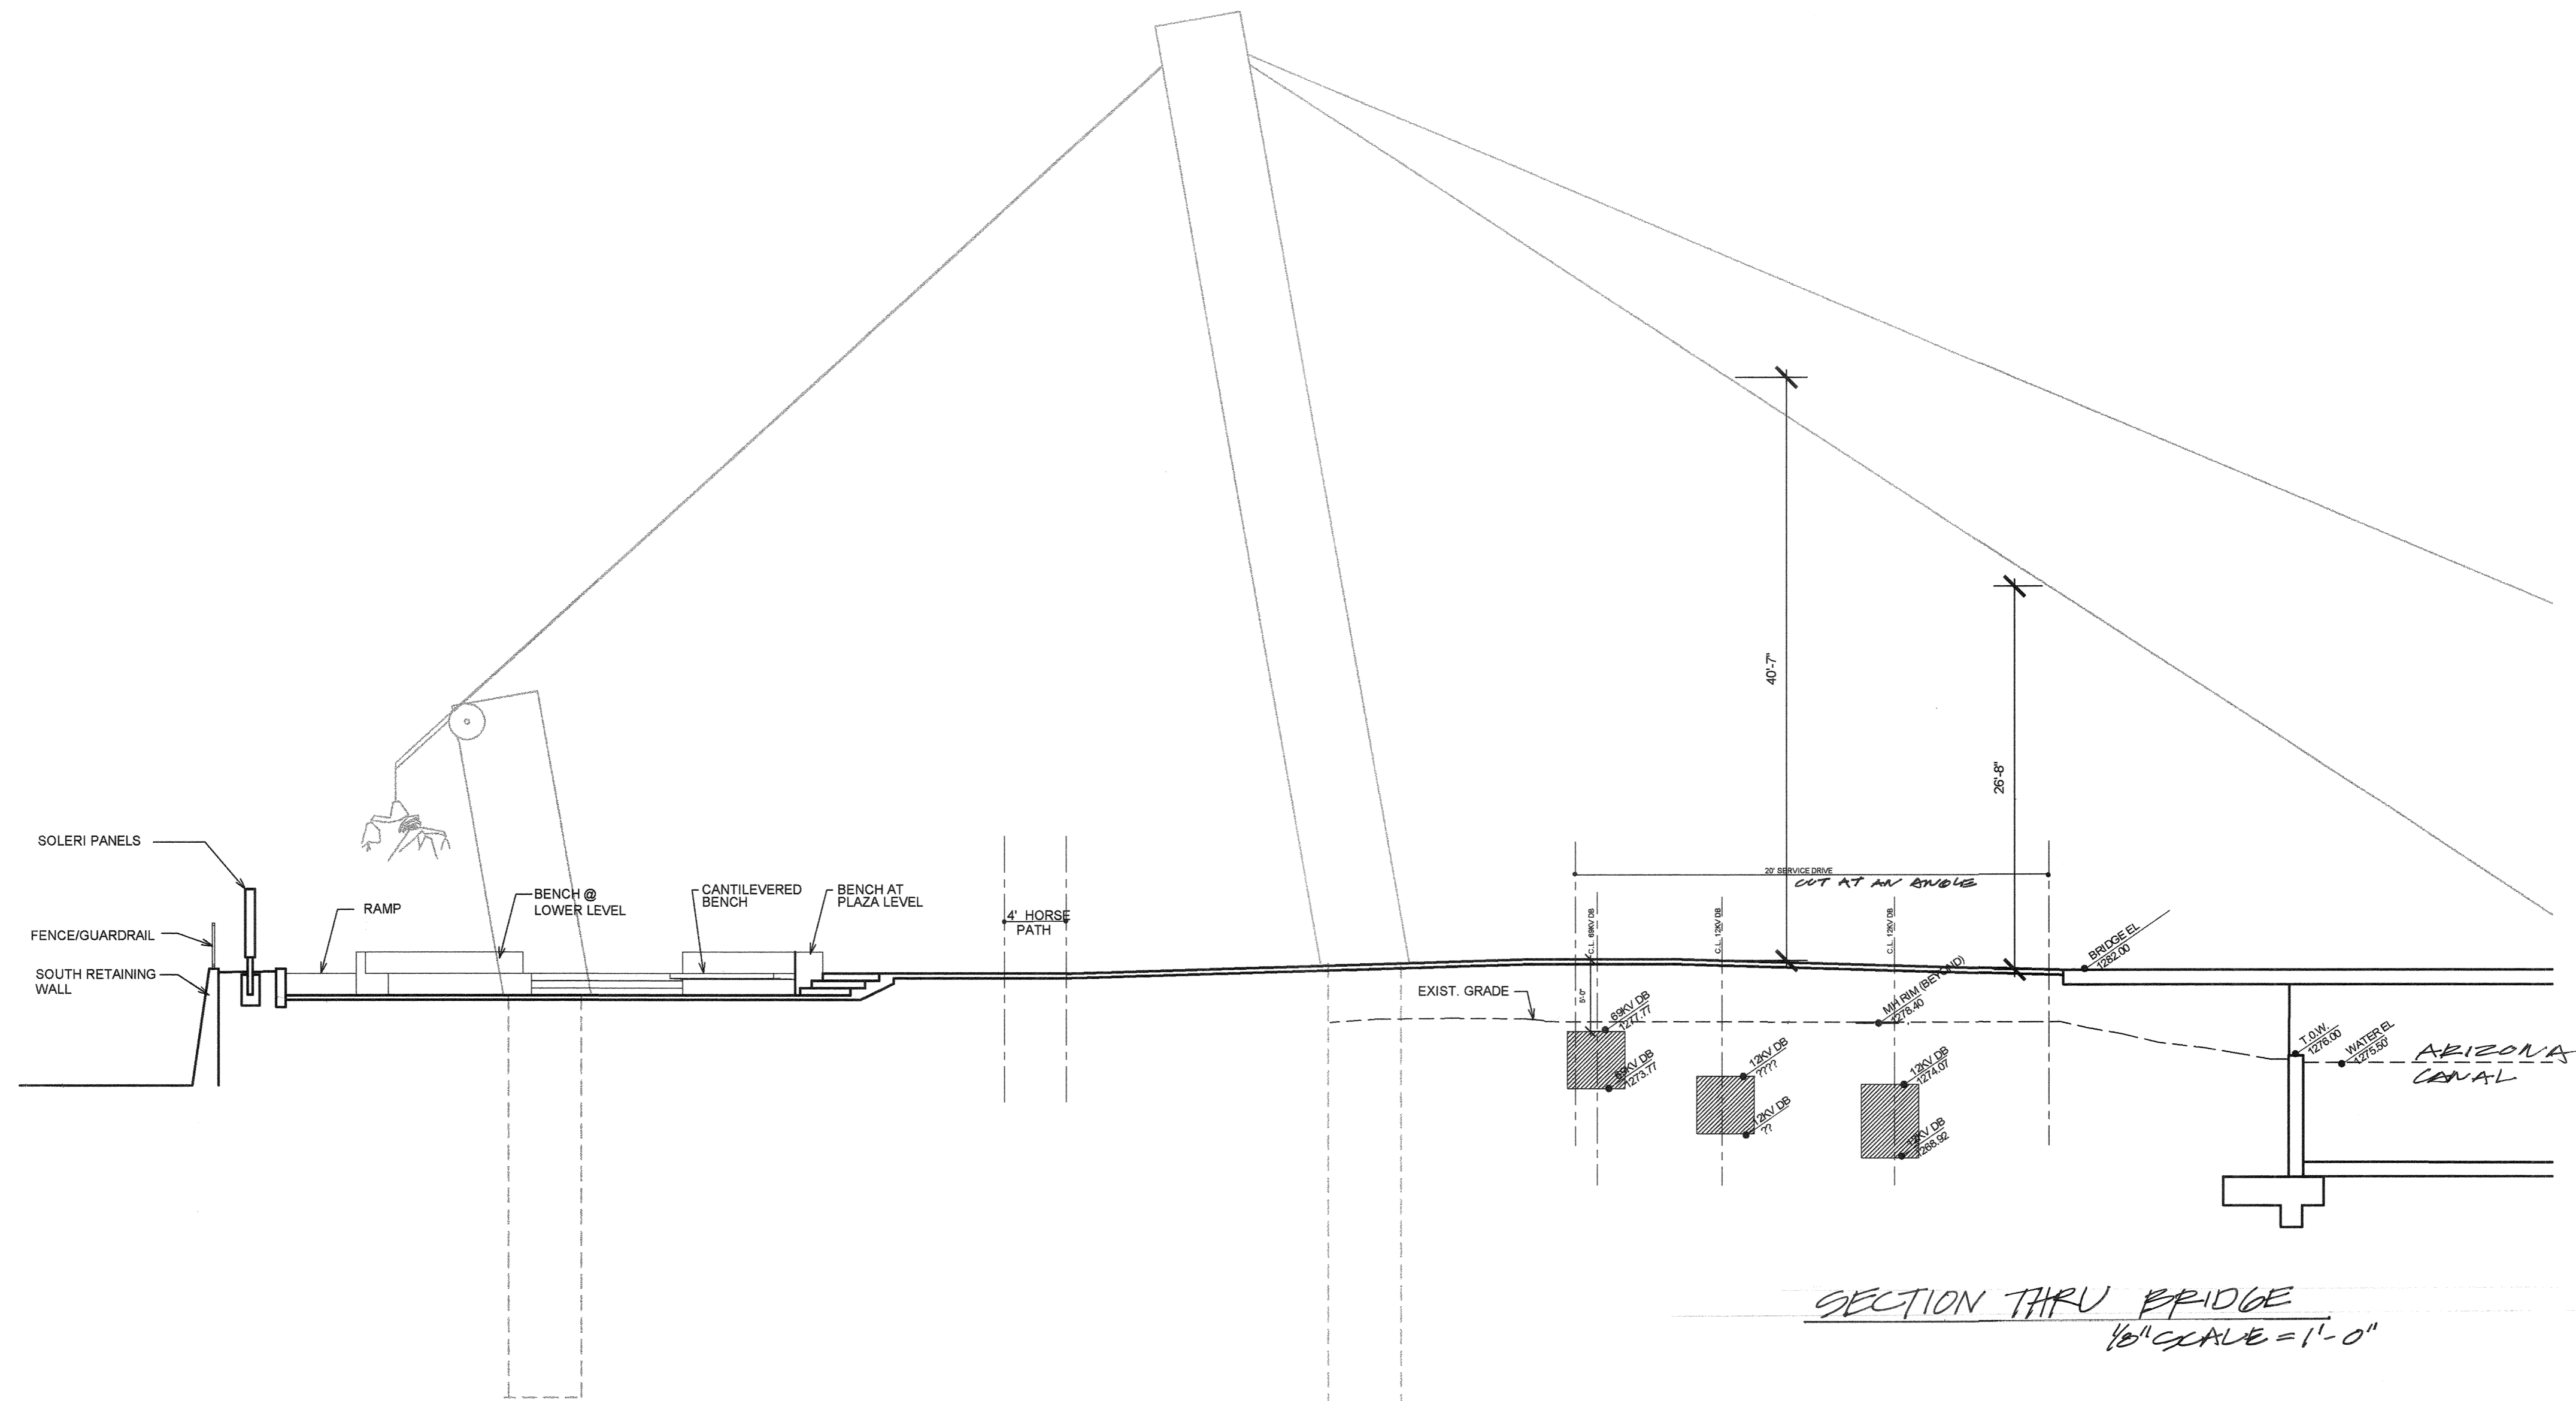 40'-7"
26'-8"
SOLERI PANELS
FENCE/GUARDRAIL
SOUTH RETAINING
WALL
RAMP
BENCH @
LOWER LEVEL
CANTILEVERED
BENCH
BENCH AT
PLAZA LEVEL
4' HORSE
PATH
20' SERVICE DRIVE
CUT AT AN ANGLE
C.L. 69KV DB
C.L. 12KV DB
C.L. 12KV DB
5'-0"
EXIST. GRADE
69KV DB
1277.77
69KV DB
1273.77
12KV DB
????
12KV DB
??
MH RIM (BEYOND)
1278.40
12KV DB
1274.07
12KV DB
1268.92
BRIDGE EL
1282.00
T.O.W.
1276.00
WATER EL
1275.50'
ARIZONA
CANAL
SECTION THRU BRIDGE
1/8" SCALE = 1'-0"